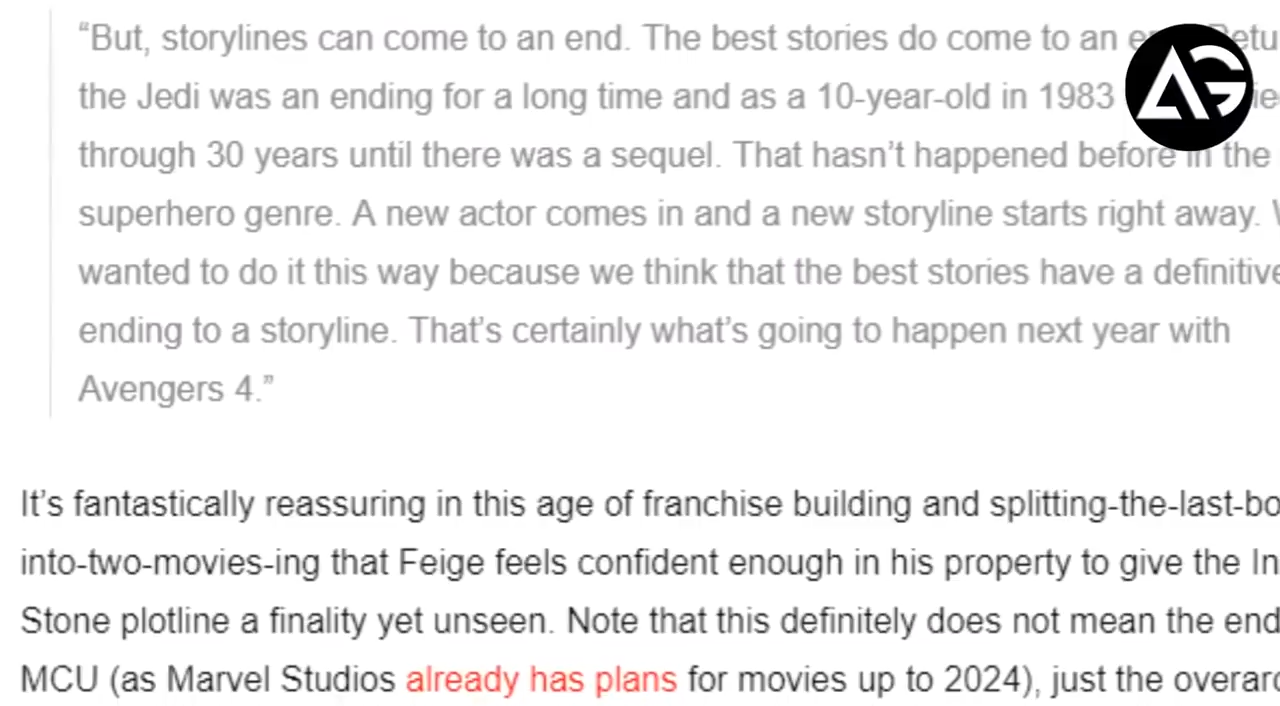 “But, storylines can come to an end. The best stories do come to an
the Jedi was an ending for a long time and as a 10-year-old in 1983
AG
through 30 years until there was a sequel. That hasn’t happened before in the
superhero genre. A new actor comes in and a new storyline starts right away.
wanted to do it this way because we think that the best stories have a definitive
ending to a storyline. That’s certainly what’s going to happen next year with
Avengers 4.”
It’s fantastically reassuring in this age of franchise building and splitting-the-last-bo
into-two-movies-ing that Feige feels confident enough in his property to give the In
Stone plotline a finality yet unseen. Note that this definitely does not mean the end
MCU (as Marvel Studios already has plans for movies up to 2024), just the overarc